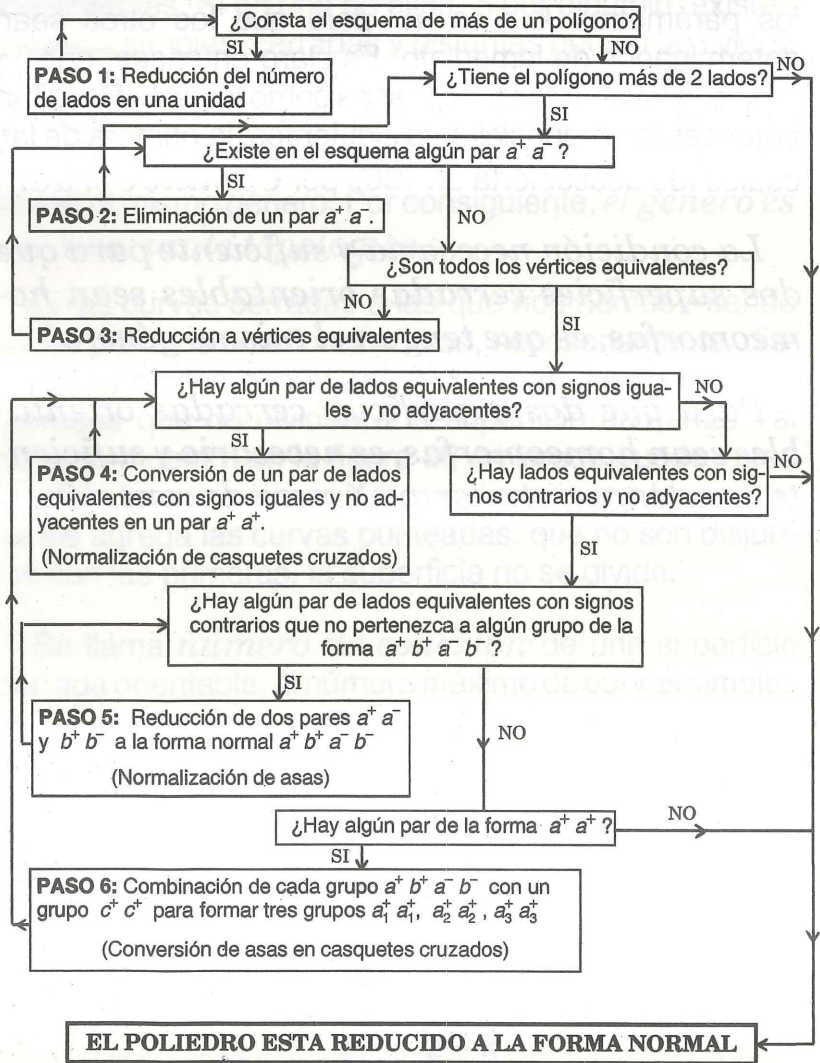 ¿Consta el esquema de más de un polígono?
SI
NO
PASO 1: Reducción del número
de lados en una unidad
¿Tiene el polígono más de 2 lados?
NO
SI
¿Existe en el esquema algún par a⁺ a⁻ ?
SI
PASO 2: Eliminación de un par a⁺ a⁻.
NO
¿Son todos los vértices equivalentes?
NO
PASO 3: Redución a vértices equivalentes
SI
¿Hay algún par de lados equivalentes con signos igua-
les y no adyacentes?
NO
SI
PASO 4: Conversión de un par de lados
equivalentes con signos iguales y no ad-
yacentes en un par a⁺ a⁺.
(Normalización de casquetes cruzados)
¿Hay lados equivalentes con sig-
nos contrarios y no adyacentes?
NO
SI
¿Hay algún par de lados equivalentes con signos
contrarios que no pertenezca a algún grupo de la
forma a⁺ b⁺ a⁻ b⁻ ?
SI
PASO 5: Reducción de dos pares a⁺ a⁻
y b⁺ b⁻ a la forma normal a⁺ b⁺ a⁻ b⁻
(Normalización de asas)
NO
¿Hay algún par de la forma a⁺ a⁺ ?
NO
SI
PASO 6: Combinación de cada grupo a⁺ b⁺ a⁻ b⁻ con un
grupo c⁺ c⁺ para formar tres grupos a₁⁺ a₁⁺, a₂⁺ a₂⁺ , a₃⁺ a₃⁺
(Conversión de asas en casquetes cruzados)
EL POLIEDRO ESTA REDUCIDO A LA FORMA NORMAL